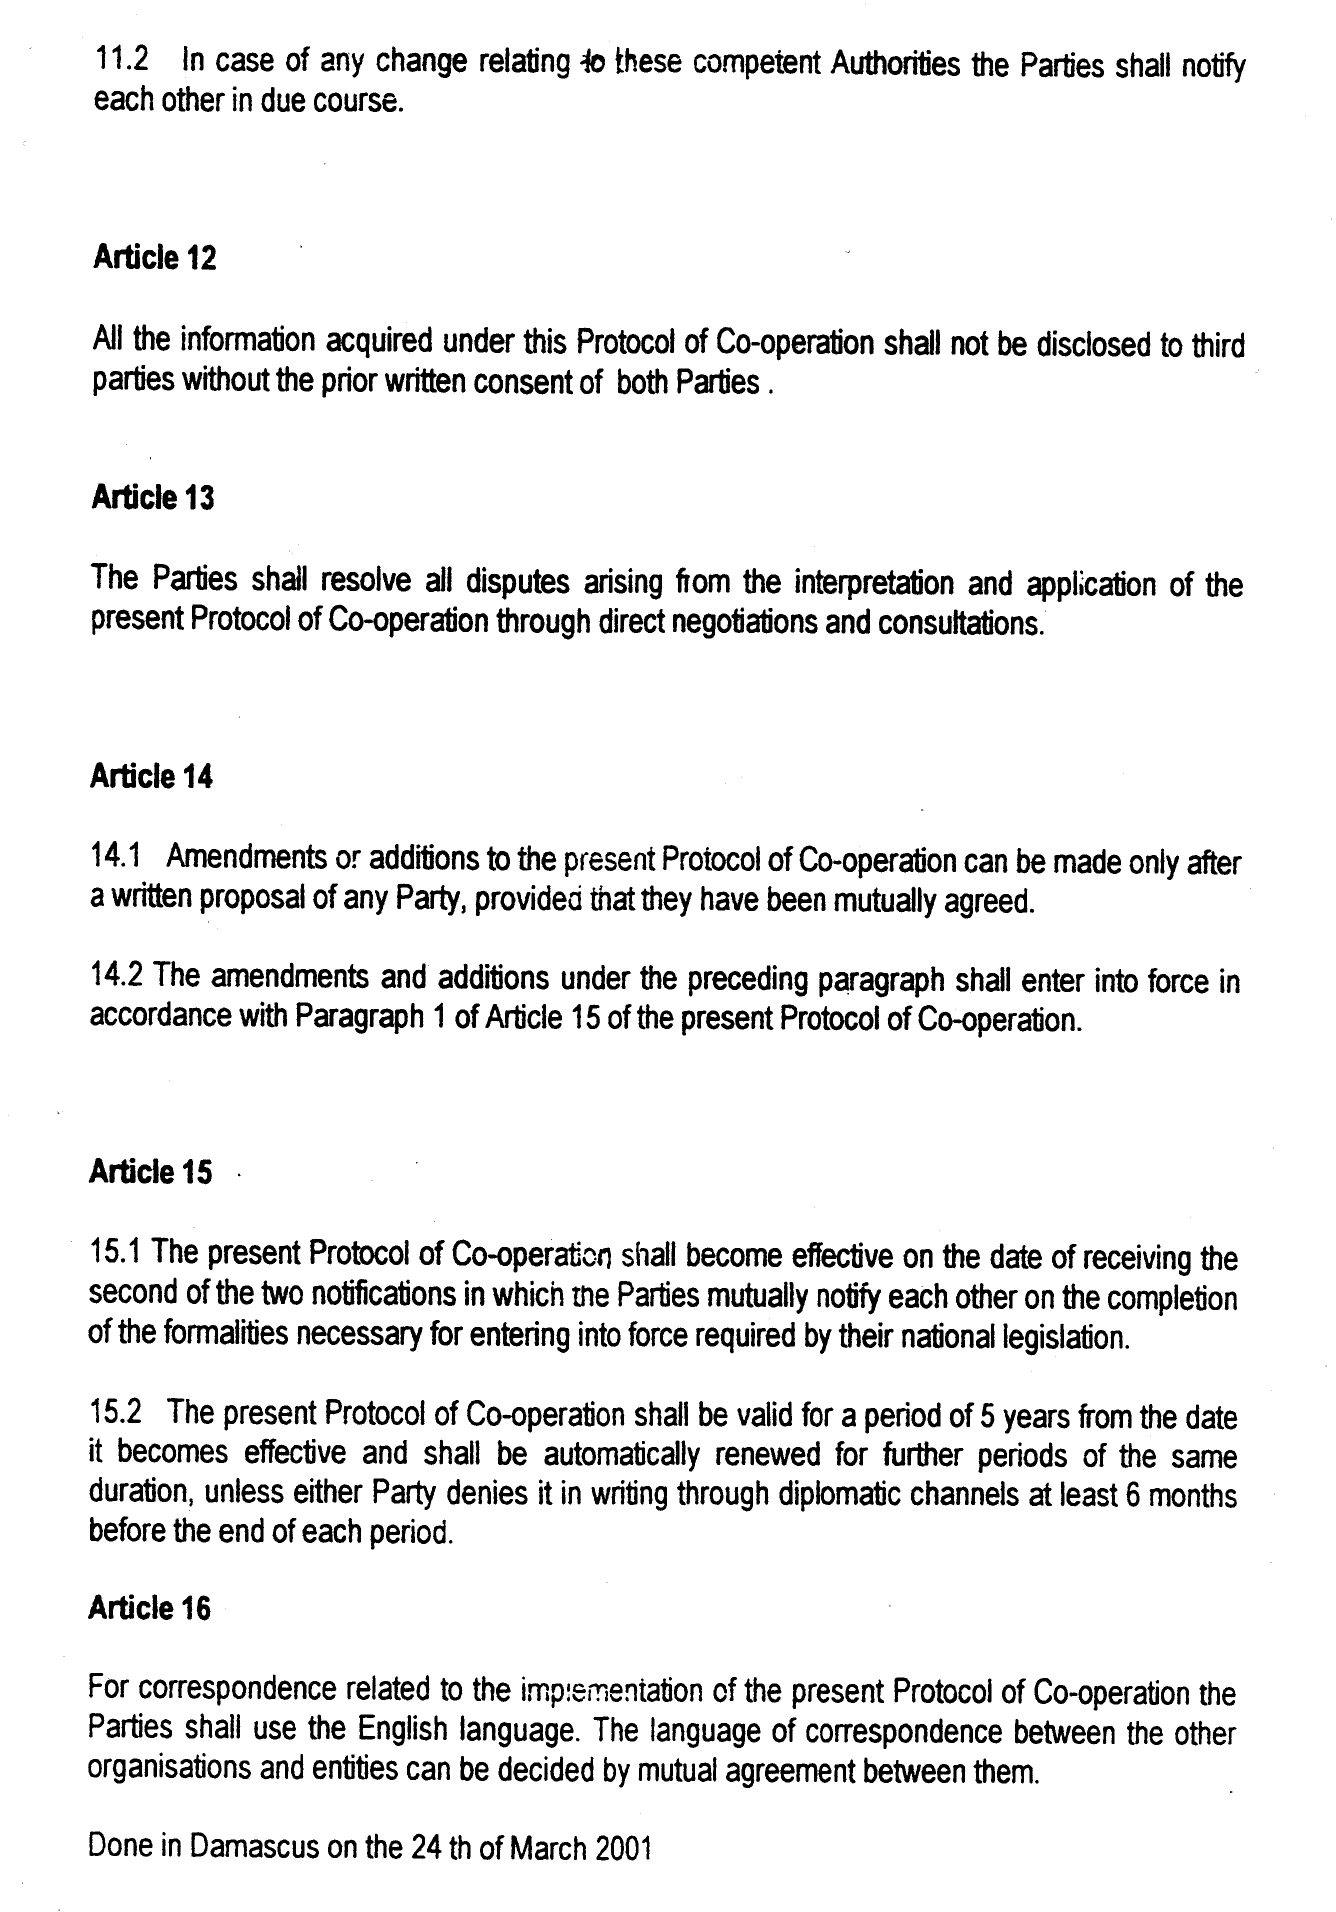 11.2 In case of any change relating to these competent Authorities the Parties shall notify
each other in due course.
Article 12
All the information acquired under this Protocol of Co-operation shall not be disclosed to third
parties without the prior written consent of both Parties .
Article 13
The Parties shall resolve all disputes arising from the interpretation and application of the
present Protocol of Co-operation through direct negotiations and consultations.
Article 14
14.1 Amendments or additions to the present Protocol of Co-operation can be made only after
a written proposal of any Party, provided that they have been mutually agreed.
14.2 The amendments and additions under the preceding paragraph shall enter into force in
accordance with Paragraph 1 of Article 15 of the present Protocol of Co-operation.
Article 15
15.1 The present Protocol of Co-operation shall become effective on the date of receiving the
second of the two notifications in which the Parties mutually notify each other on the completion
of the formalities necessary for entering into force required by their national legislation.
15.2 The present Protocol of Co-operation shall be valid for a period of 5 years from the date
it becomes effective and shall be automatically renewed for further periods of the same
duration, unless either Party denies it in writing through diplomatic channels at least 6 months
before the end of each period.
Article 16
For correspondence related to the implementation of the present Protocol of Co-operation the
Parties shall use the English language. The language of correspondence between the other
organisations and entities can be decided by mutual agreement between them.
Done in Damascus on the 24 th of March 2001